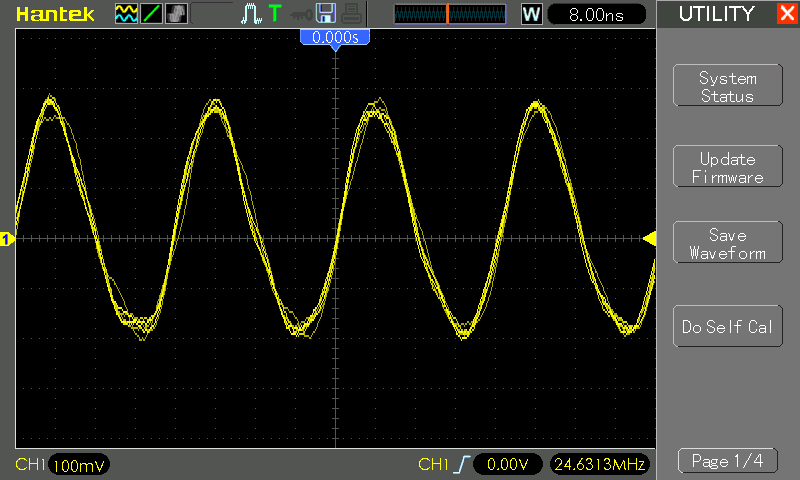 Hantek
T
W
8.00ns
UTILITY
0.000s
System
Status
Update
Firmware
Save
Waveform
Do Self Cal
1
CH1 100mV
CH1 0.00V 24.6313MHz
Page 1/4